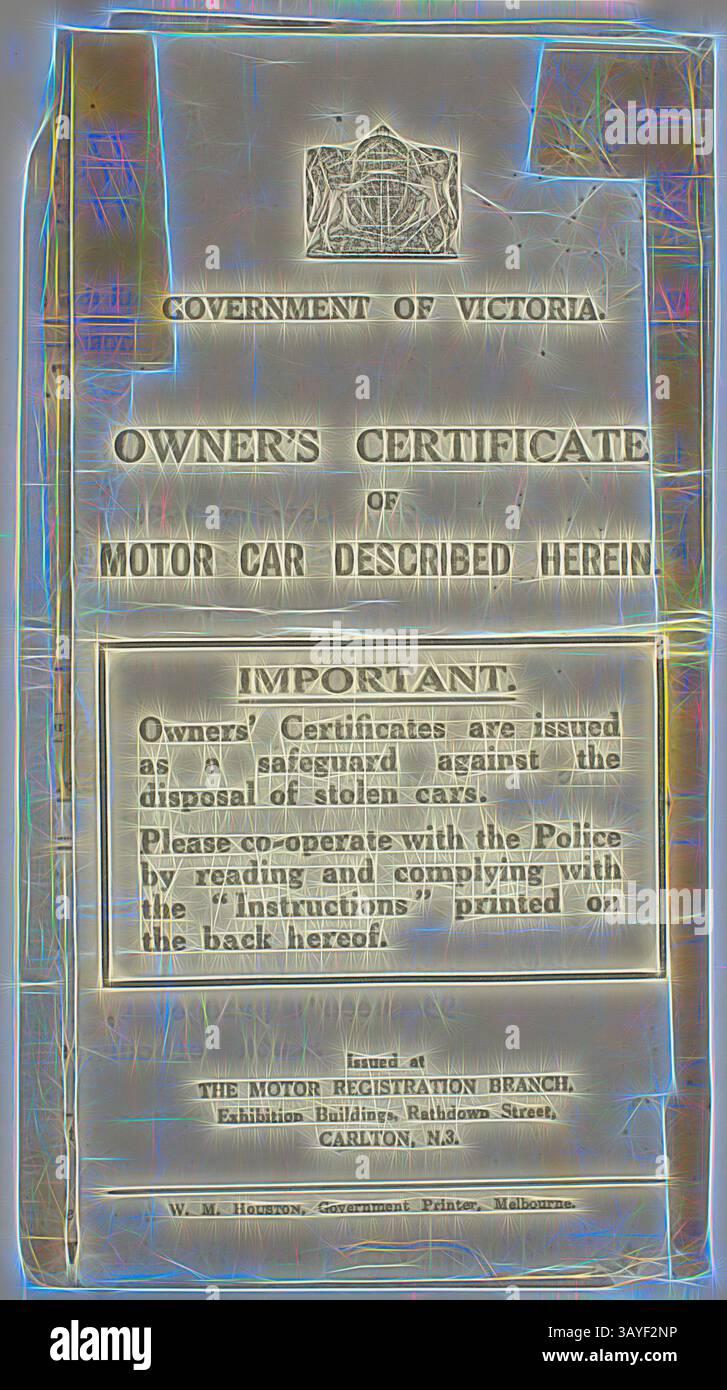 GOVERNMENT OF VICTORIA.
OWNER'S CERTIFICATE
OF
MOTOR CAR DESCRIBED HEREIN.
IMPORTANT.
Owners' Certificates are issued
as a safeguard against the
disposal of stolen cars.
Please co-operate with the Police
by reading and complying with
the "Instructions" printed on
the back hereof.
Issued at
THE MOTOR REGISTRATION BRANCH,
Exhibition Buildings, Rathdown Street,
CARLTON, N.3.
W. M. HOUSTON, Government Printer, Melbourne.
alamy
Image ID: 3AYF2NP
www.alamy.com